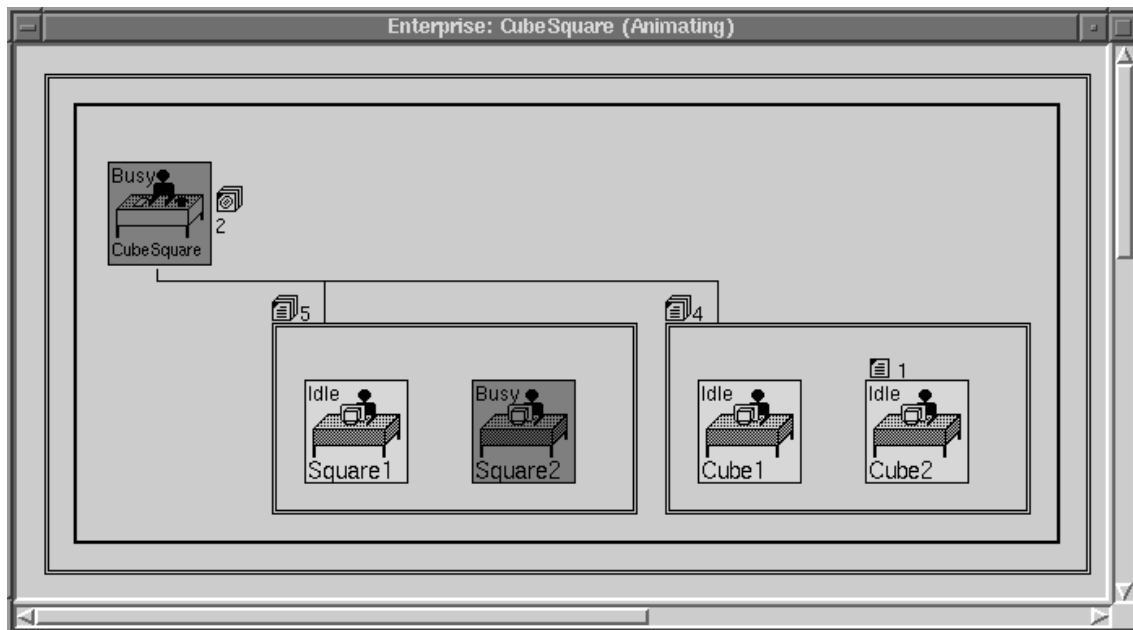 Enterprise: CubeSquare (Animating)
Busy
2
CubeSquare
5
4
1
Idle
Busy
Idle
Idle
Square1
Square2
Cube1
Cube2